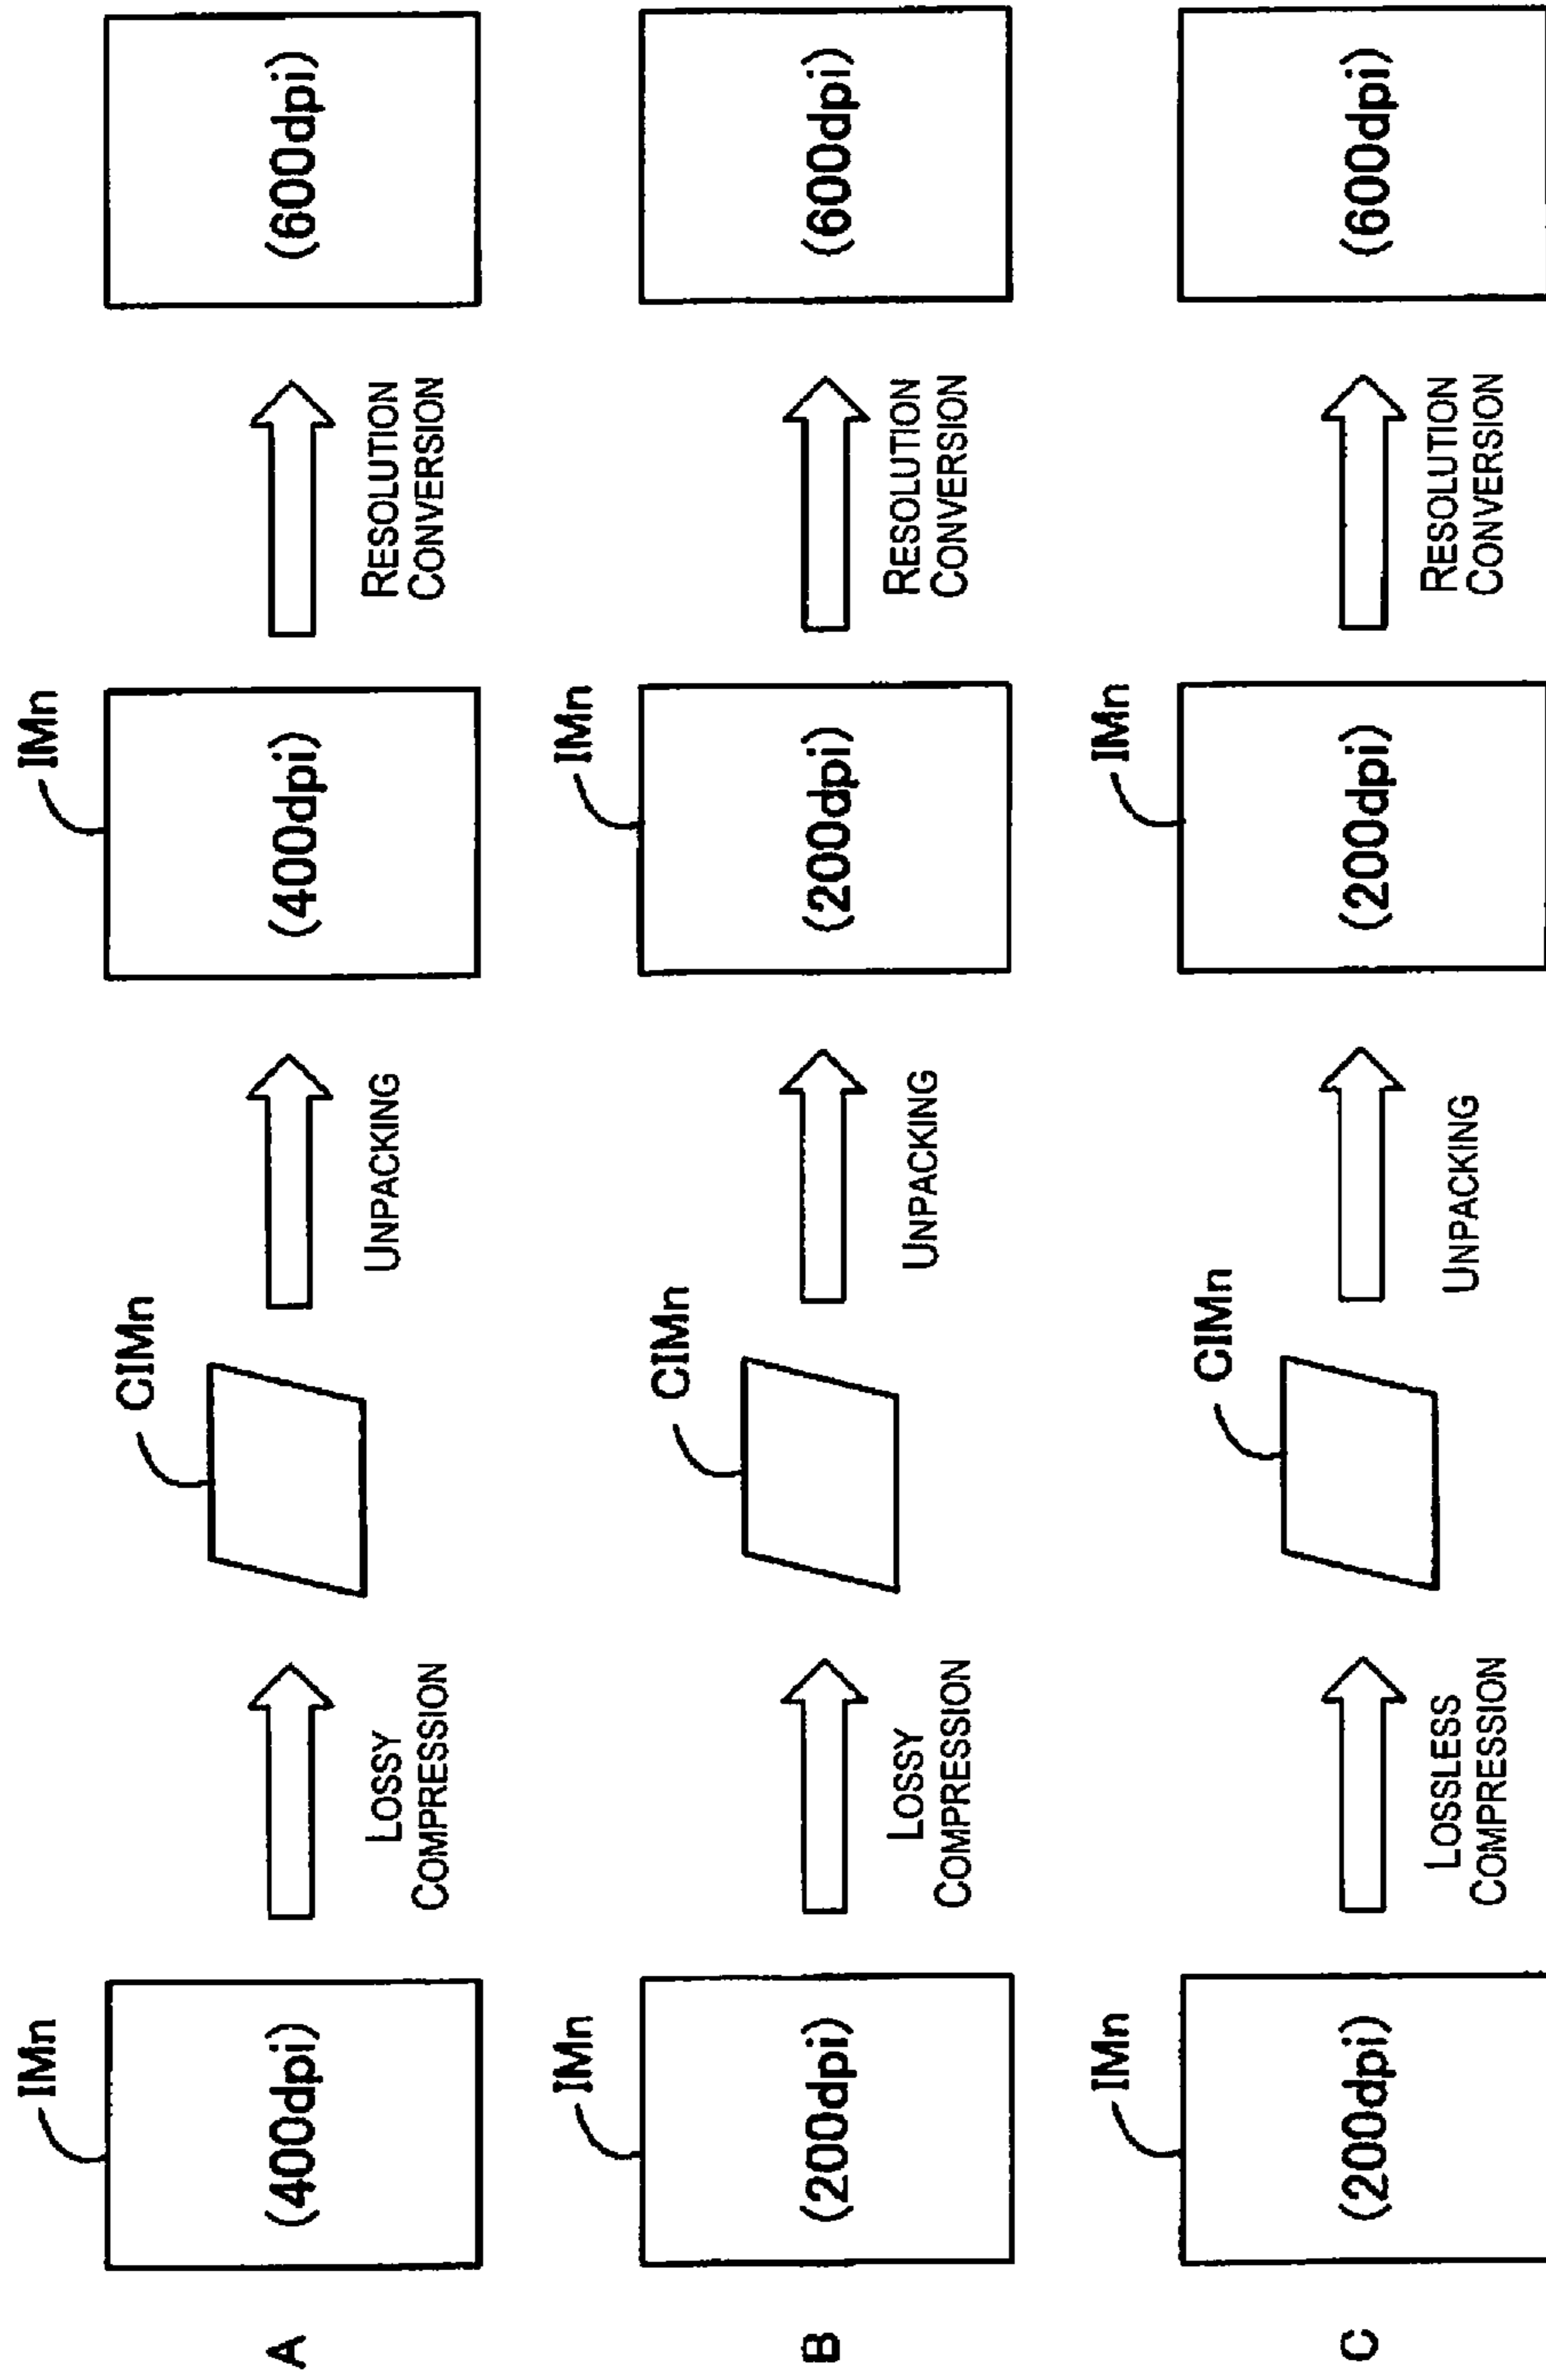 A
IMn
(400dpi)
LOSSY
COMPRESSION
CIMn
UNPACKING
IMn
(400dpi)
RESOLUTION
CONVERSION
(600dpi)
B
IMn
(200dpi)
LOSSY
COMPRESSION
CIMn
UNPACKING
IMn
(200dpi)
RESOLUTION
CONVERSION
(600dpi)
C
IMn
(200dpi)
LOSSLESS
COMPRESSION
CIMn
UNPACKING
IMn
(200dpi)
RESOLUTION
CONVERSION
(600dpi)